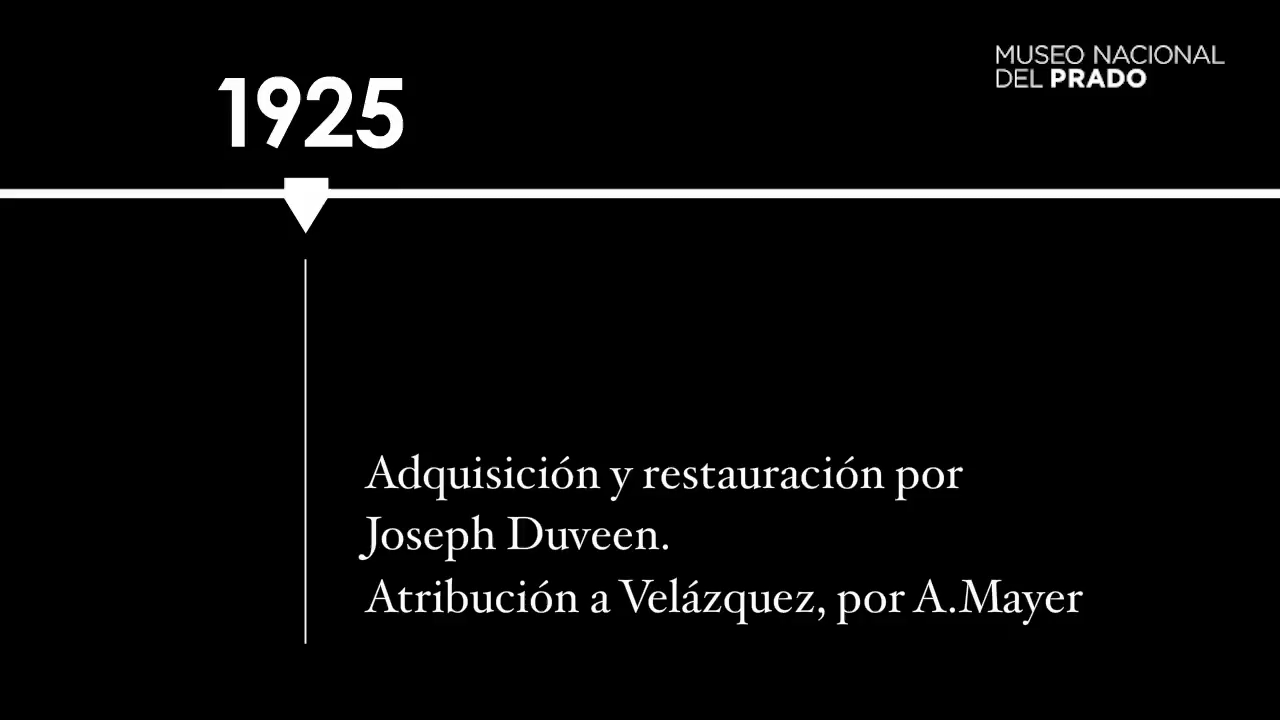 1925
MUSEO NACIONAL
DEL PRADO
Adquisición y restauración por
Joseph Duveen.
Atribución a Velázquez, por A.Mayer